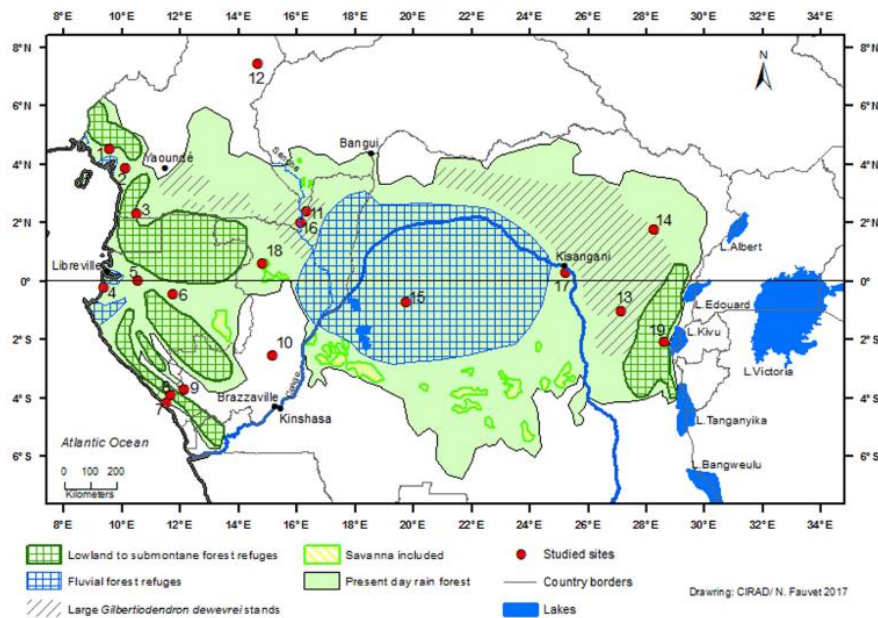 8°E 10°E 12°E 14°E 16°E 18°E 20°E 22°E 24°E 26°E 28°E 30°E 32°E 34°E
8°N 8°N
N
12
6°N 6°N
1 Bangui
4°N Yaoundé Sangha 4°N
2
2°N 3 11 14 2°N
16
18 L.Albert
Libreville Kisangani
0° 5 0°
4 6 17 L.Edouard
15 13
2°S 10 19 L.Kivu 2°S
L.Victoria
8 9 Brazzaville Congo
4°S 7 Kinshasa 4°S
L.Tanganyika
Atlantic Ocean
6°S 0 100 200 L.Bangweulu 6°S
Kilometers
8°E 10°E 12°E 14°E 16°E 18°E 20°E 22°E 24°E 26°E 28°E 30°E 32°E 34°E
Lowland to submontane forest refuges Savanna included Studied sites
Fluvial forest refuges Present day rain forest Country borders
Large Gilbertiodendron dewevrei stands Lakes
Drawring: CIRAD/ N. Fauvet 2017